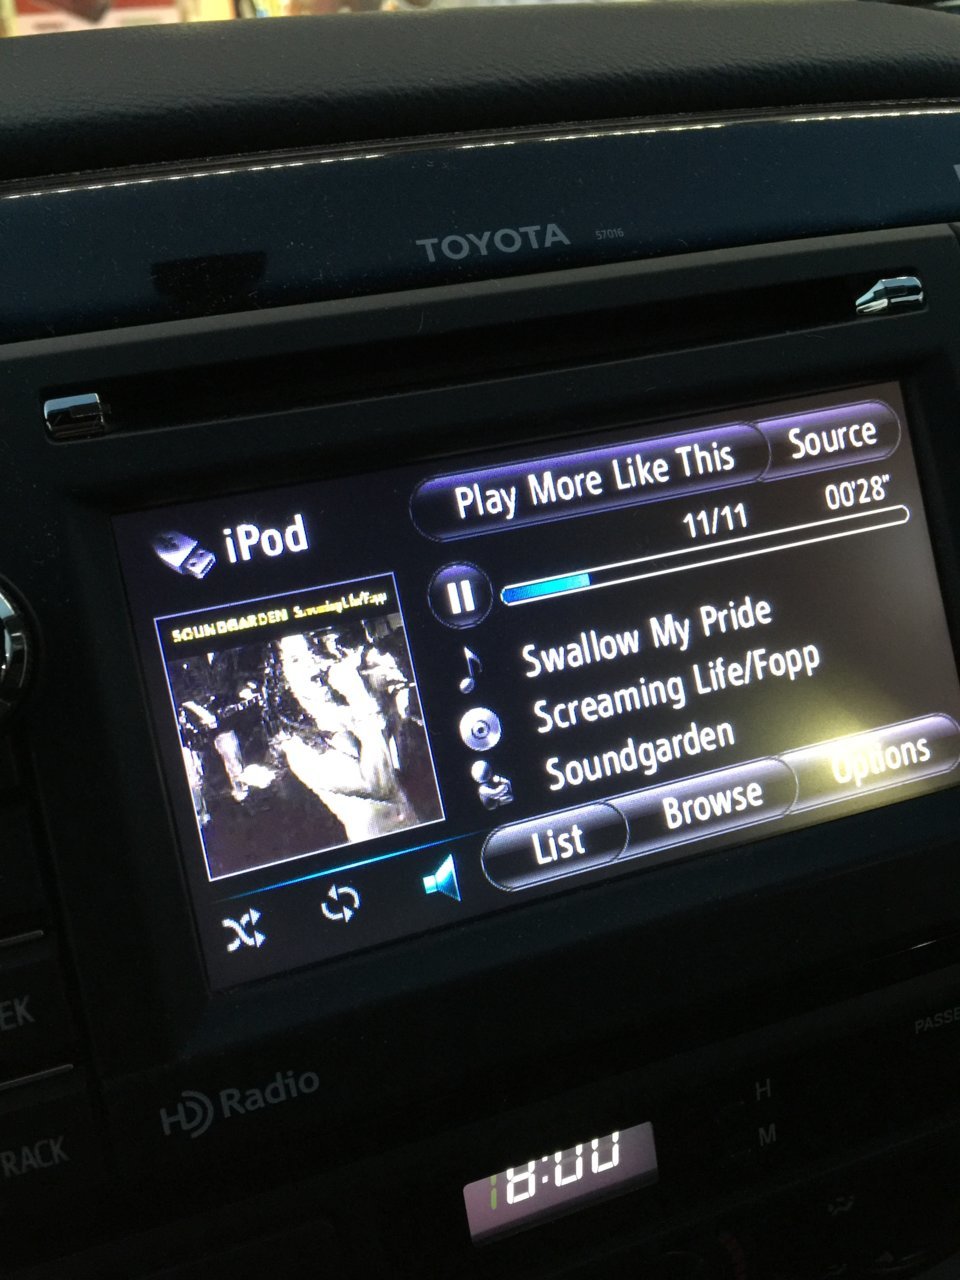 TOYOTA 57016
Play More Like This Source
iPod
11/11 00'28"
SOUNDGARDEN Screaming Life/Fopp
Swallow My Pride
Screaming Life/Fopp
Soundgarden
List Browse Options
EK
PASSE
HD Radio
H
RACK
M
8:00